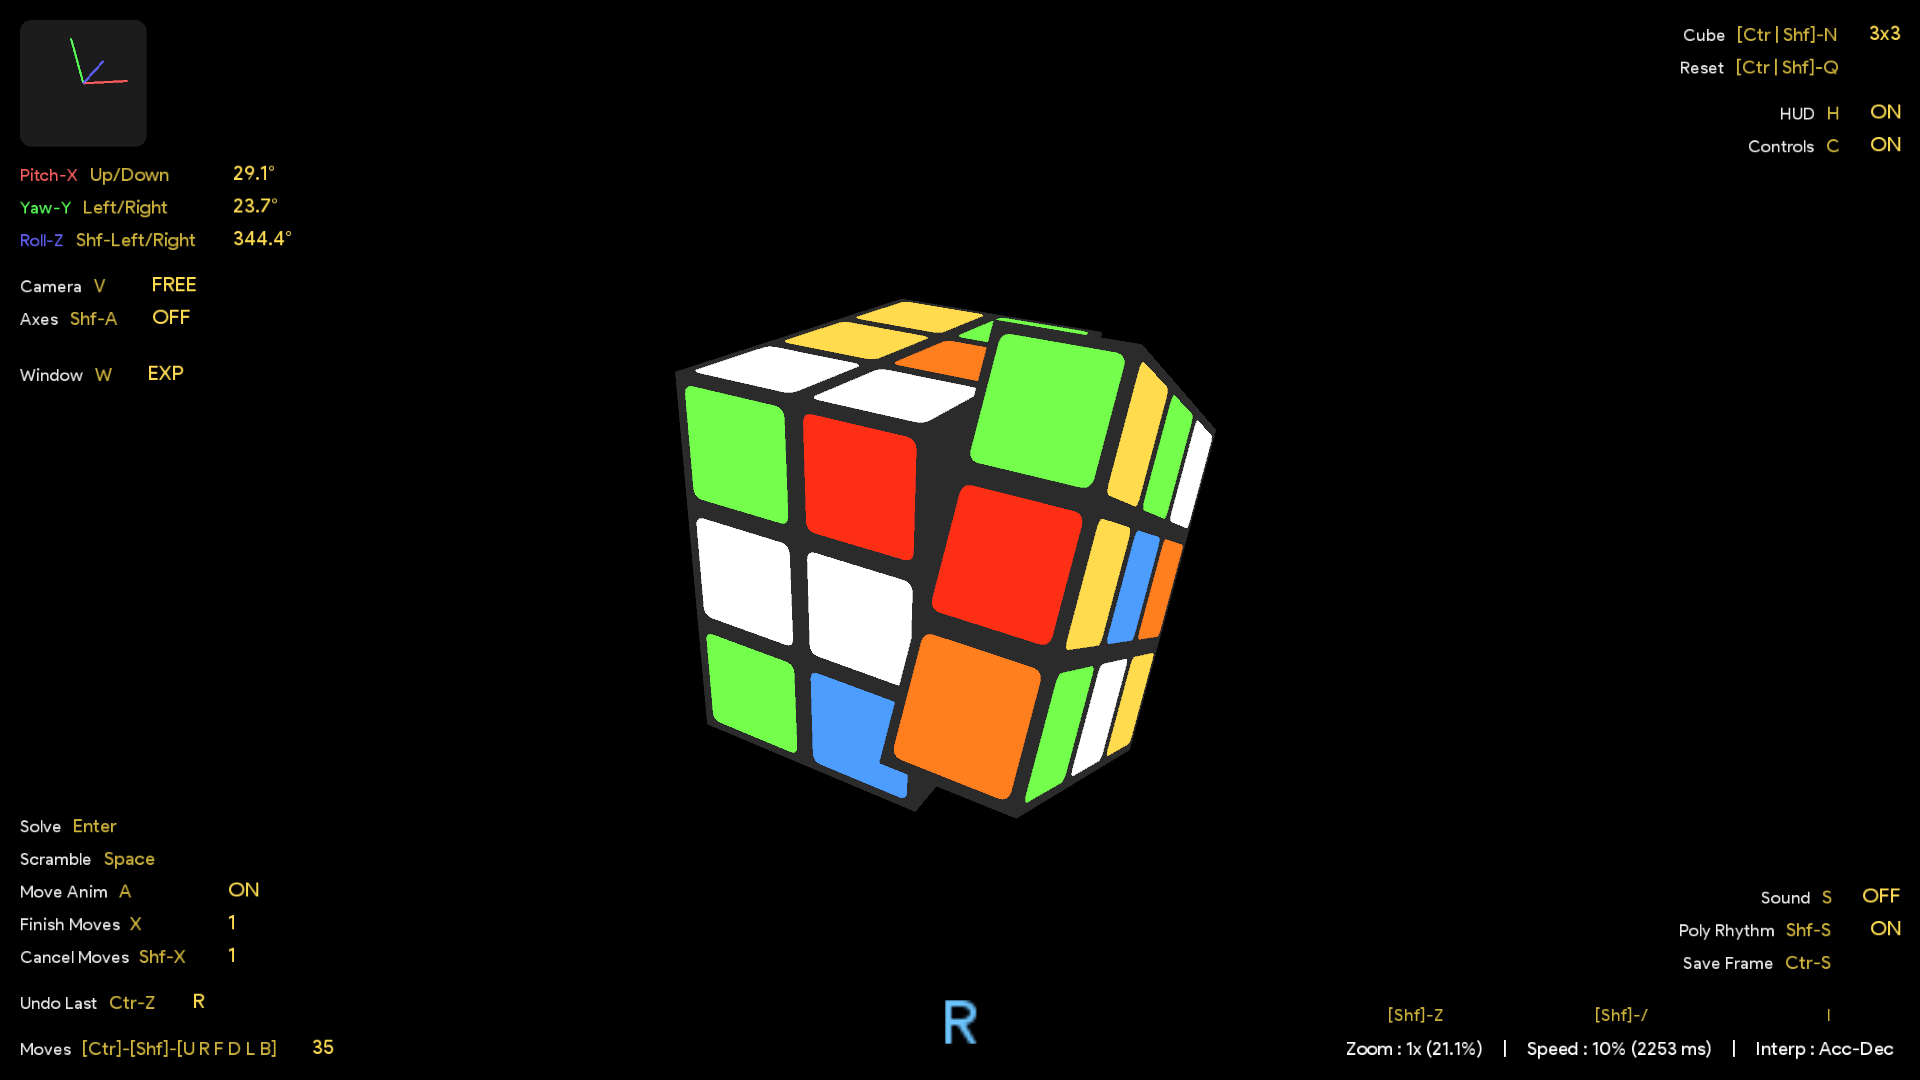 Pitch-X Up/Down 29.1°
Yaw-Y Left/Right 23.7°
Roll-Z Shf-Left/Right 344.4°
Camera V FREE
Axes Shf-A OFF
Window W EXP
Cube [Ctr|Shf]-N 3x3
Reset [Ctr|Shf]-Q
HUD H ON
Controls C ON
Solve Enter
Scramble Space
Move Anim A ON
Finish Moves X 1
Cancel Moves Shf-X 1
Undo Last Ctr-Z R
Moves [Ctr]-[Shf]-[U R F D L B] 35
R
Sound S OFF
Poly Rhythm Shf-S ON
Save Frame Ctr-S
[Shf]-Z [Shf]-/ I
Zoom : 1x (21.1%) | Speed : 10% (2253 ms) | Interp : Acc-Dec